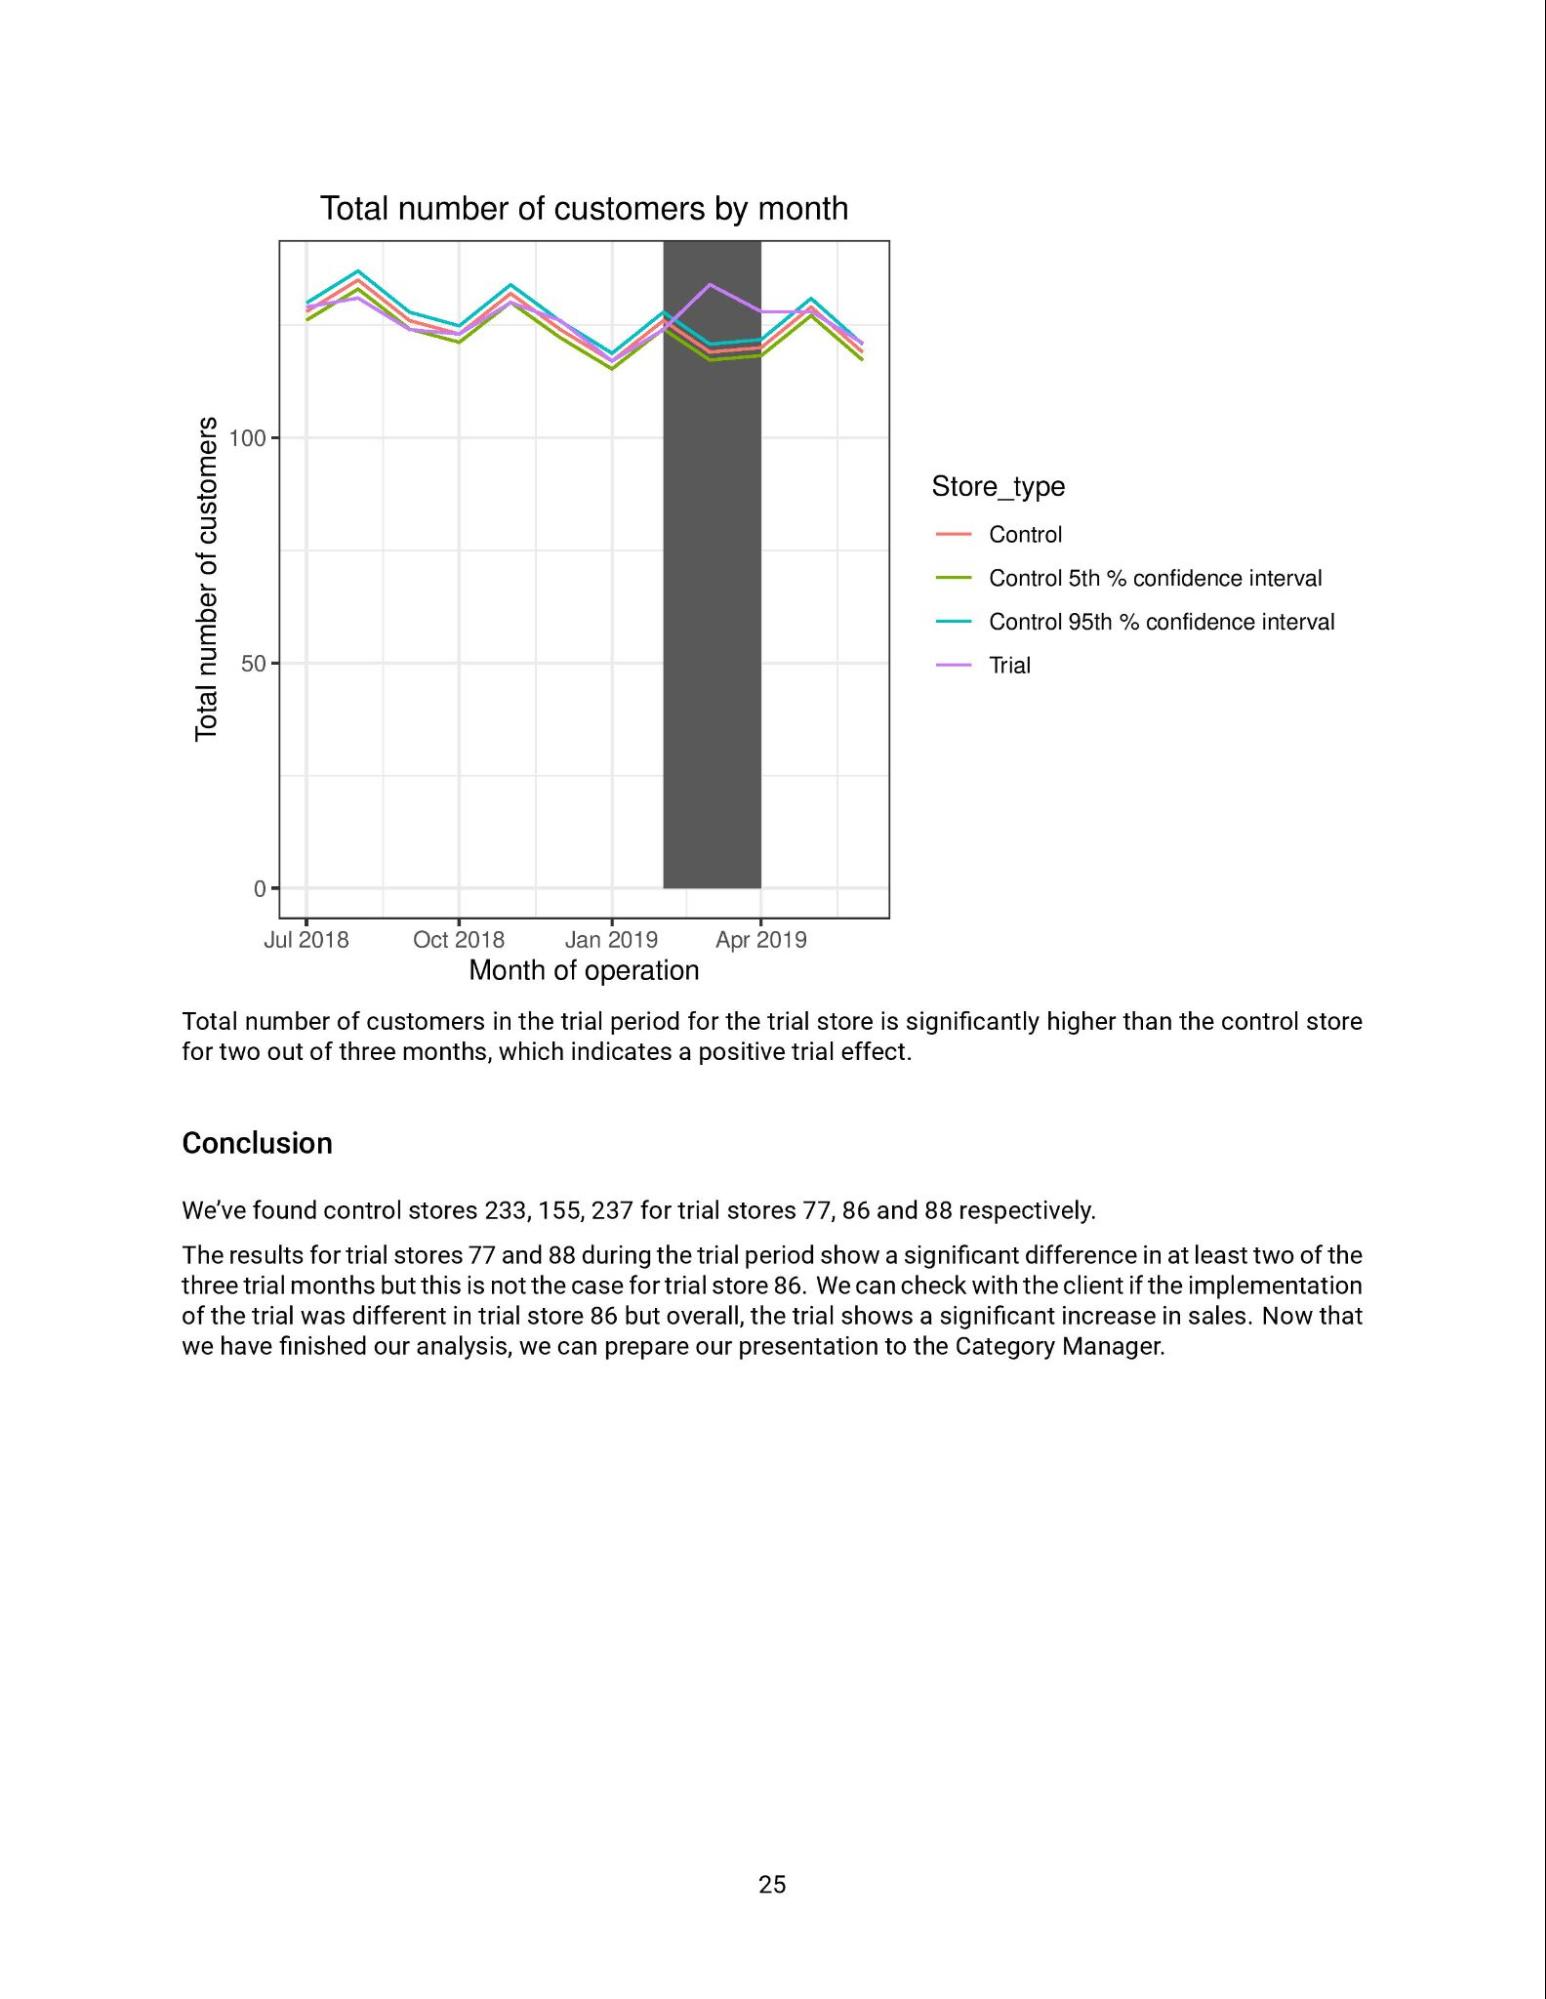 Total number of customers by month
Total number of customers
100
50
0
Jul 2018 Oct 2018 Jan 2019 Apr 2019
Month of operation
Store_type
Control
Control 5th % confidence interval
Control 95th % confidence interval
Trial
Total number of customers in the trial period for the trial store is significantly higher than the control store
for two out of three months, which indicates a positive trial effect.
Conclusion
We’ve found control stores 233, 155, 237 for trial stores 77, 86 and 88 respectively.
The results for trial stores 77 and 88 during the trial period show a significant difference in at least two of the
three trial months but this is not the case for trial store 86. We can check with the client if the implementation
of the trial was different in trial store 86 but overall, the trial shows a significant increase in sales. Now that
we have finished our analysis, we can prepare our presentation to the Category Manager.
25